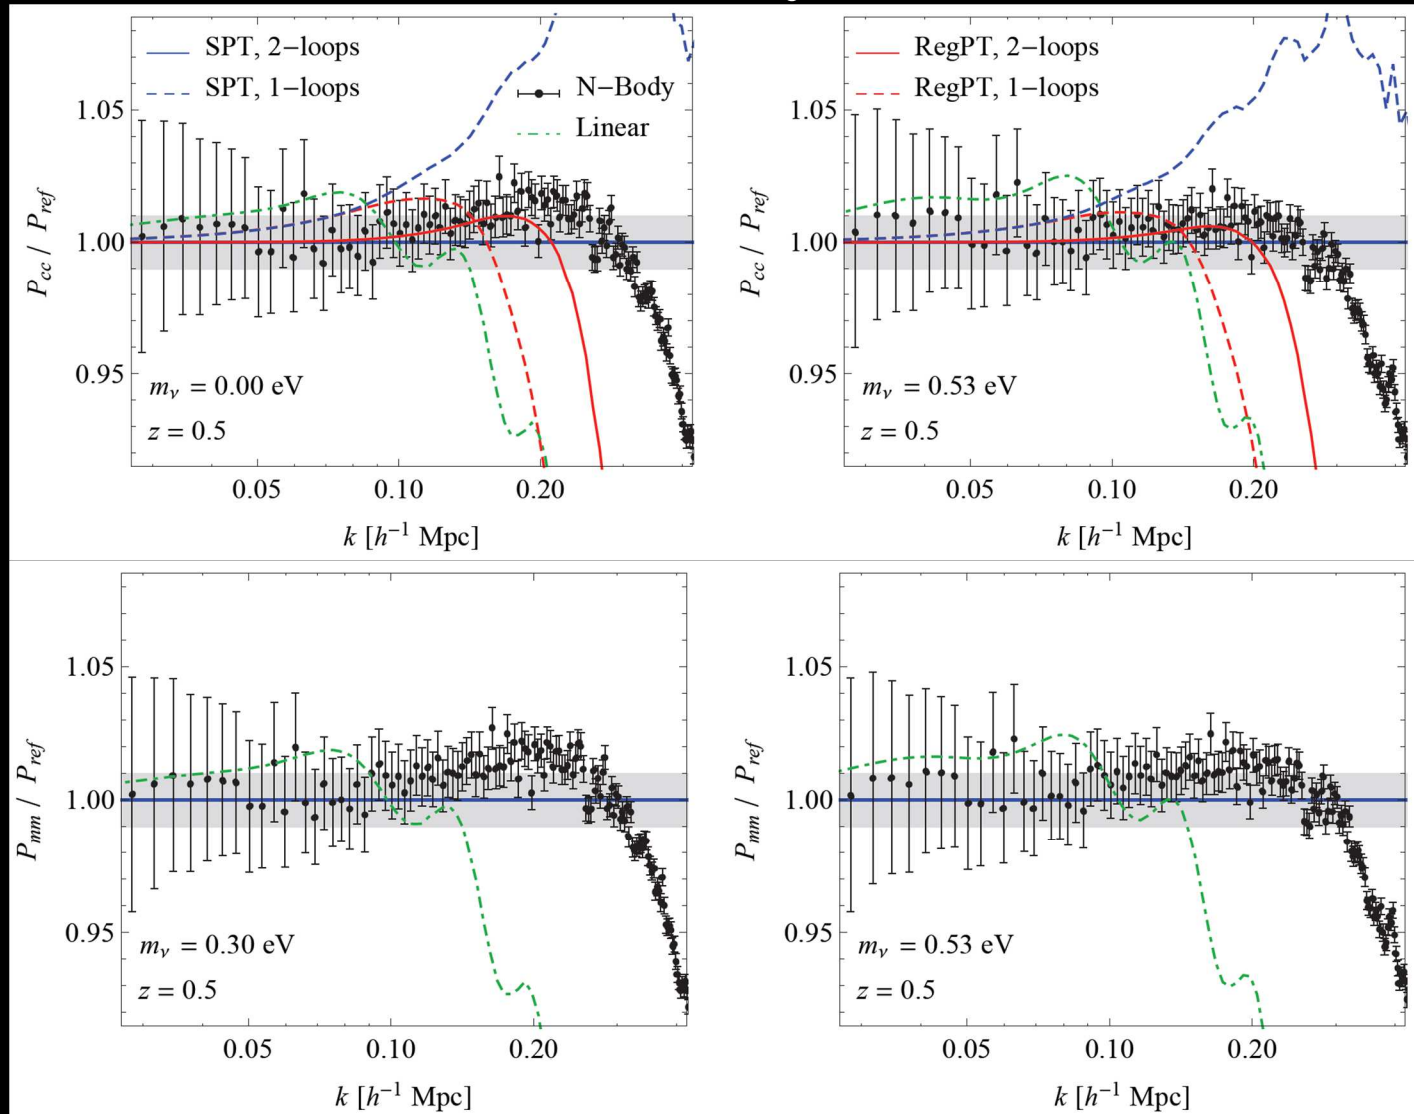 SPT, 2−loops
SPT, 1−loops
N−Body
Linear
1.05
1.00
0.95
P_cc / P_ref
m_ν = 0.00 eV
z = 0.5
0.05 0.10 0.20
k [h⁻¹ Mpc]
RegPT, 2−loops
RegPT, 1−loops
1.05
1.00
0.95
P_cc / P_ref
m_ν = 0.53 eV
z = 0.5
0.05 0.10 0.20
k [h⁻¹ Mpc]
1.05
1.00
0.95
P_mm / P_ref
m_ν = 0.30 eV
z = 0.5
0.05 0.10 0.20
k [h⁻¹ Mpc]
1.05
1.00
0.95
P_mm / P_ref
m_ν = 0.53 eV
z = 0.5
0.05 0.10 0.20
k [h⁻¹ Mpc]